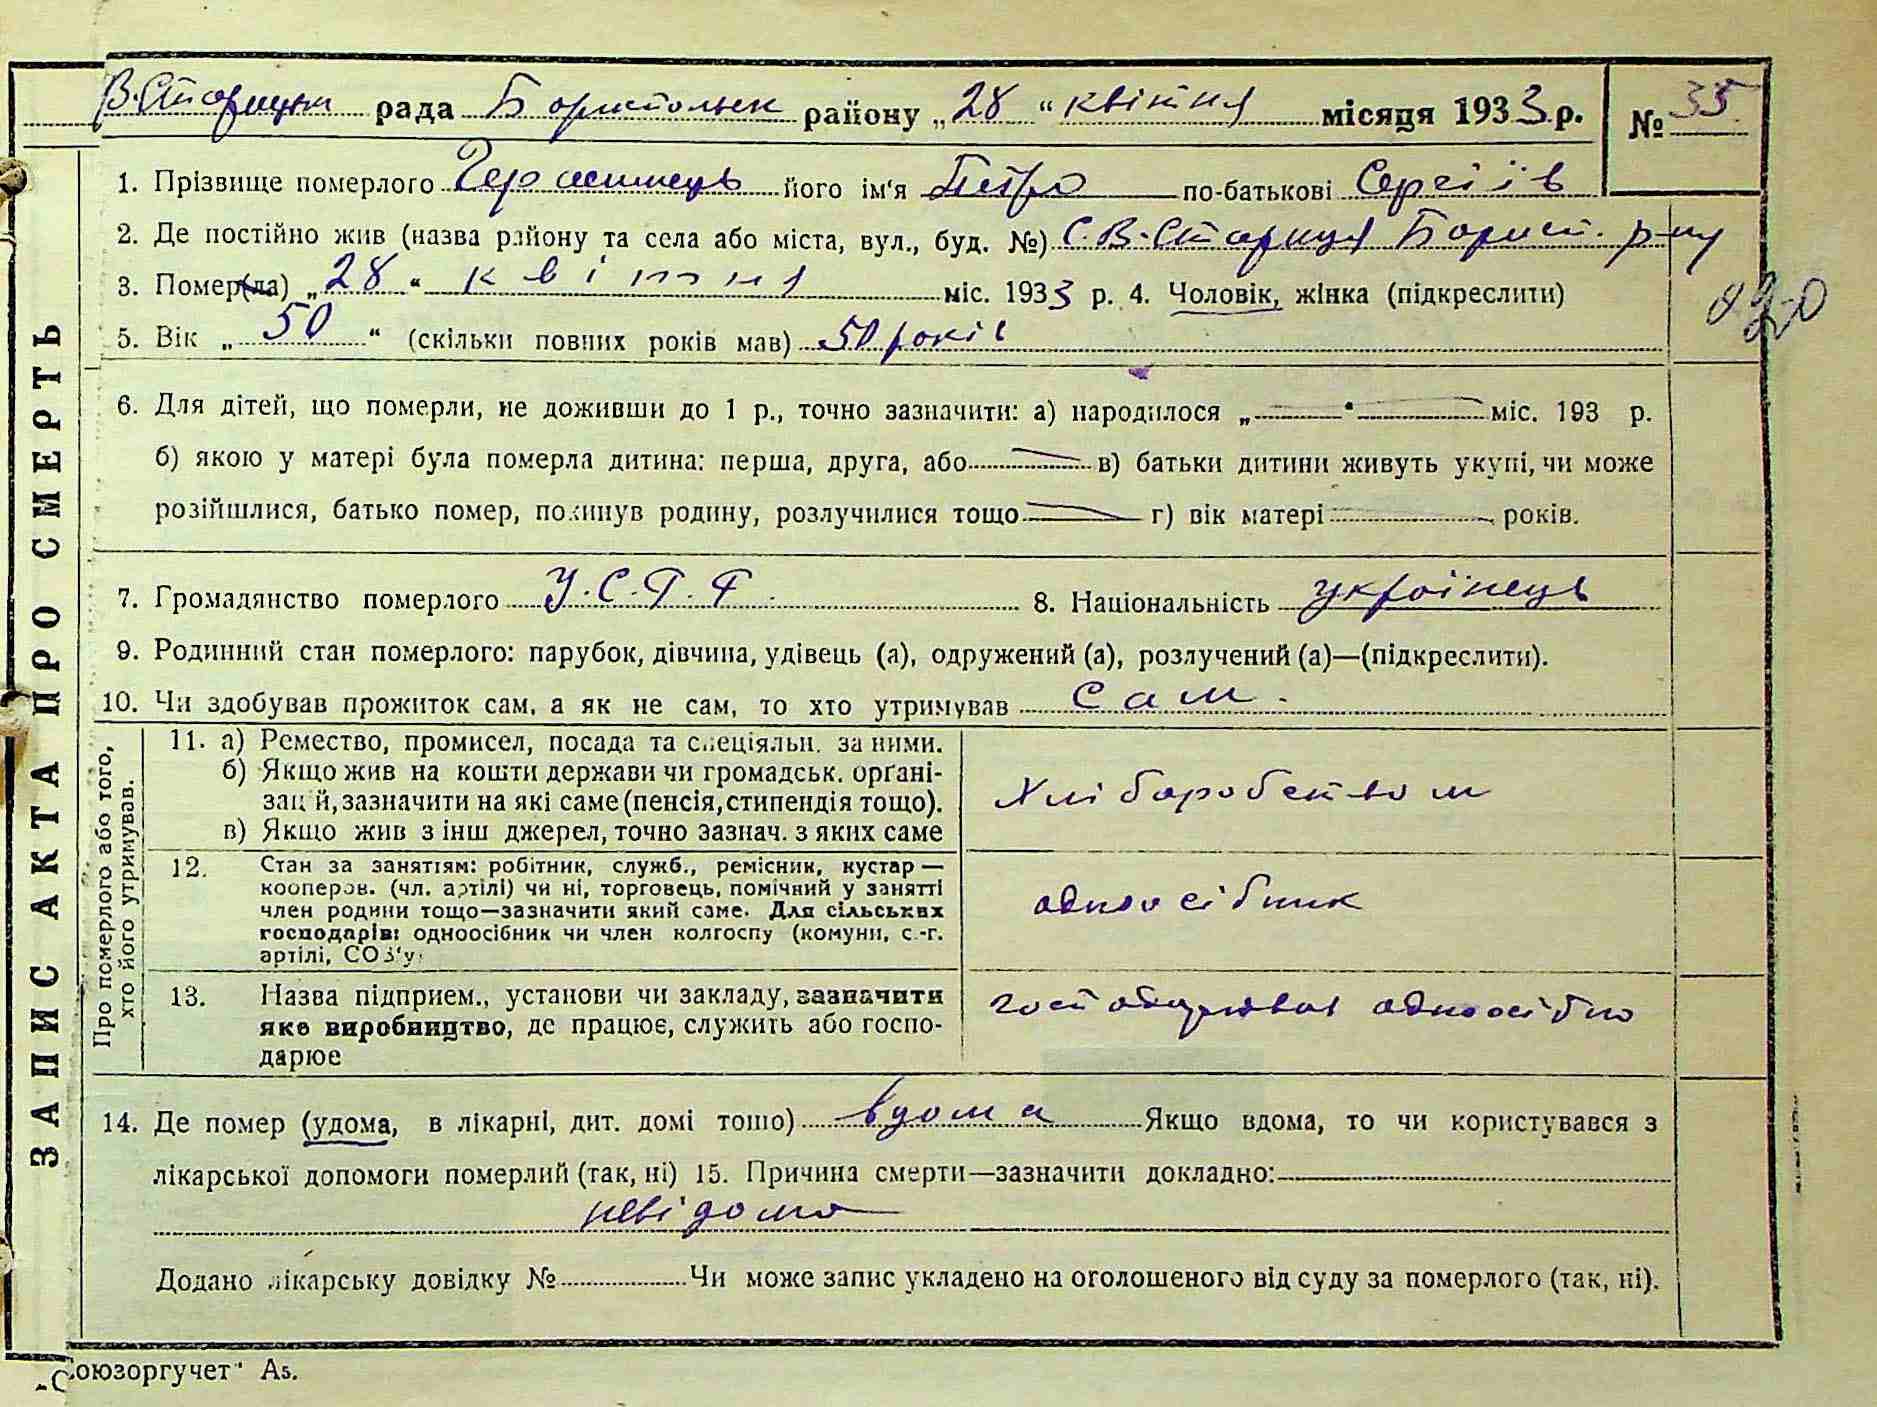 В. Старицьк рада Бориспольск району „28“ квітня місяця 1933 р. № 35
1. Прізвище померлого його ім'я Петро по-батькові Сергіїв
2. Де постійно жив (назва району та села або міста, вул., буд. №) С. В. Стариця Борисп. р-ну
3. Помер(ла) „28“ квітня міс. 1933 р. 4. Чоловік, жінка (підкреслити)
5. Вік „50“ (скільки повних років мав) 50 років
6. Для дітей, що померли, не доживши до 1 р., точно зазначити: а) народилося „—“ — міс. 193 р.
б) якою у матері була померла дитина: перша, друга, або — в) батьки дитини живуть укупі, чи може
розійшлися, батько помер, покинув родину, розлучилися тощо — г) вік матері — років.
7. Громадянство померлого У.С.Р.Р. 8. Національність українець
9. Родинний стан померлого: парубок, дівчина, удівець (а), одружений (а), розлучений (а)—(підкреслити).
10. Чи здобував прожиток сам, а як не сам, то хто утримував сам.
ЗАПИС АКТА ПРО СМЕРТЬ
Про померлого або того, хто його утримував.
11. а) Ремество, промисел, посада та спеціяльн. за ними.
б) Якщо жив на кошти держави чи громадськ. орґані-
зацій, зазначити на які саме (пенсія, стипендія тощо).
в) Якщо жив з інш джерел, точно зазнач. з яких саме
Хліборобством
12. Стан за заняттям: робітник, служб., ремісник, кустар —
кооперов. (чл. артілі) чи ні, торговець, помічний у занятті
член родини тощо—зазначити який саме. Для сільських
господарів: одноосібник чи член колгоспу (комуни, с.-г.
артілі, СОЗ'у)
одноосібник
13. Назва підприєм., установи чи закладу, зазначити
яке виробництво, де працює, служить або госпо-
дарює
господарював одноосібно
14. Де помер (удома, в лікарні, дит. домі тощо) вдома Якщо вдома, то чи користувався з
лікарської допомоги померлий (так, ні) 15. Причина смерти—зазначити докладно:
невідома
Додано лікарську довідку № Чи може запис укладено на оголошеного від суду за померлого (так, ні).
„Союзоргучет" А5.